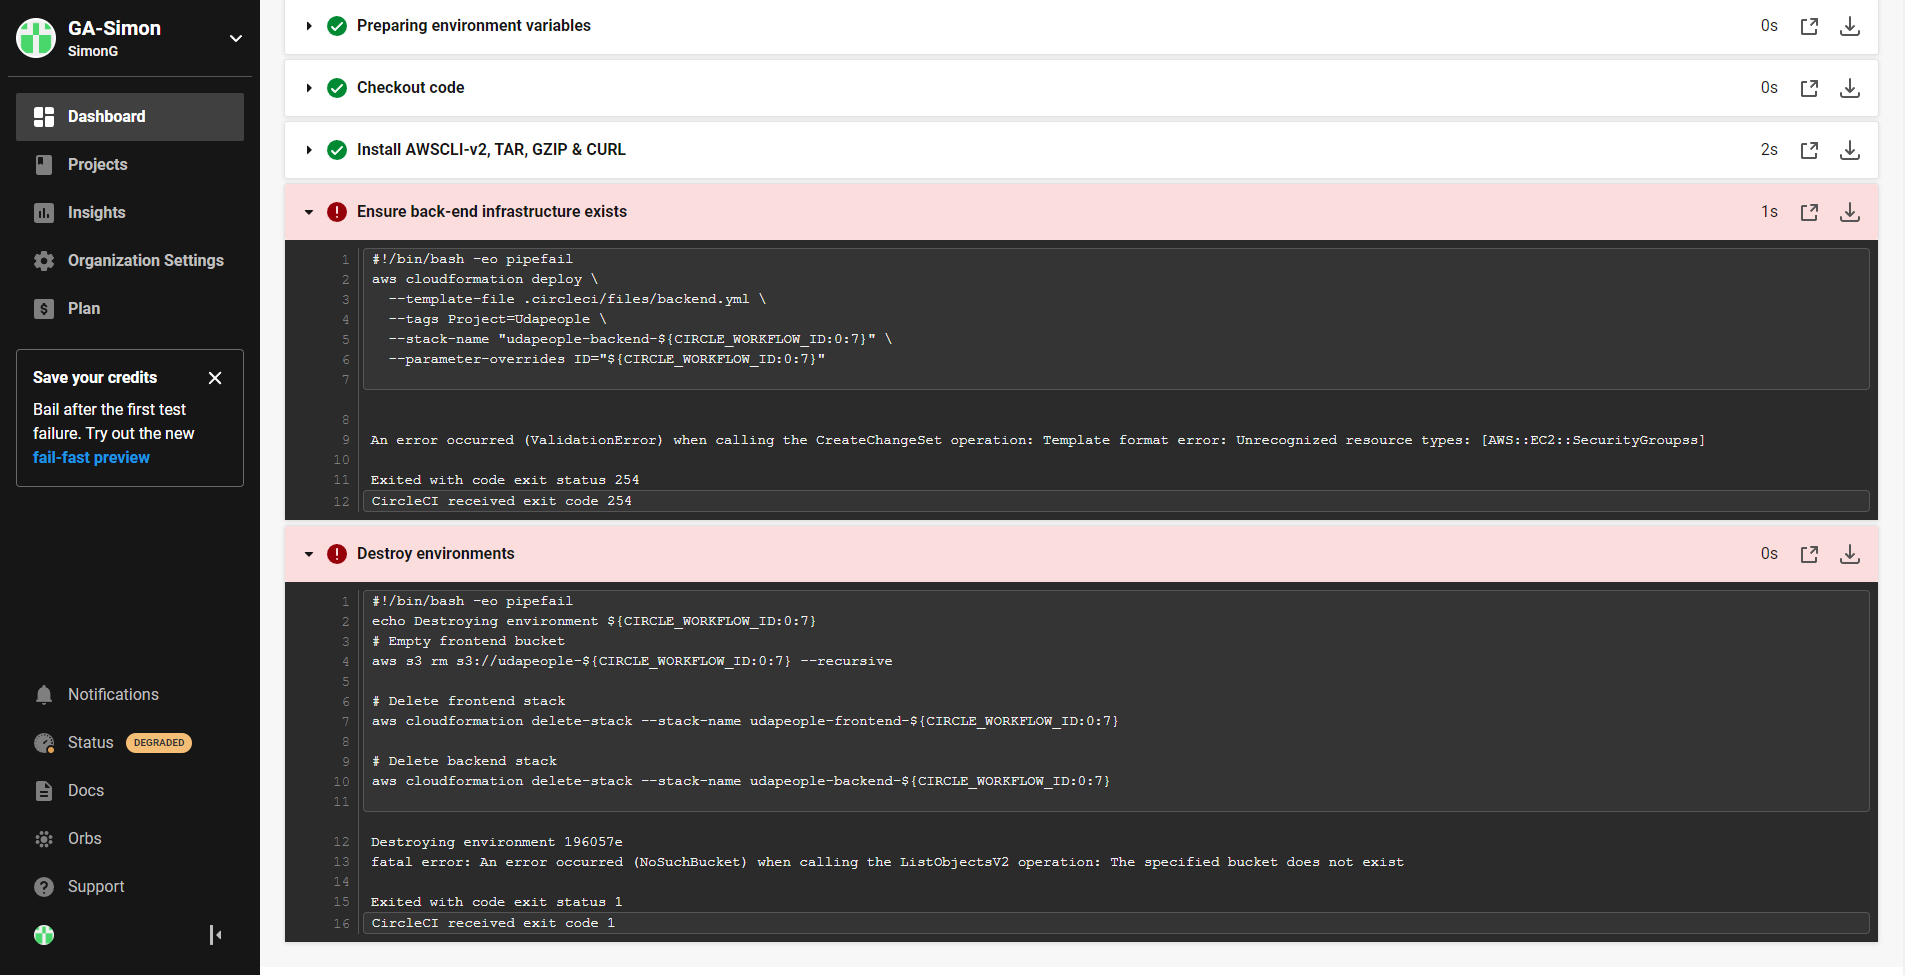 GA-Simon
SimonG
Dashboard
Projects
Insights
Organization Settings
Plan
Save your credits
Bail after the first test
failure. Try out the new
fail-fast preview
Notifications
Status DEGRADED
Docs
Orbs
Support
Preparing environment variables 0s
Checkout code 0s
Install AWSCLI-v2, TAR, GZIP & CURL 2s
Ensure back-end infrastructure exists 1s
1 #!/bin/bash -eo pipefail
2 aws cloudformation deploy \
3 --template-file .circleci/files/backend.yml \
4 --tags Project=Udapeople \
5 --stack-name "udapeople-backend-${CIRCLE_WORKFLOW_ID:0:7}" \
6 --parameter-overrides ID="${CIRCLE_WORKFLOW_ID:0:7}"
7
8
9 An error occurred (ValidationError) when calling the CreateChangeSet operation: Template format error: Unrecognized resource types: [AWS::EC2::SecurityGroupss]
10
11 Exited with code exit status 254
12 CircleCI received exit code 254
Destroy environments 0s
1 #!/bin/bash -eo pipefail
2 echo Destroying environment ${CIRCLE_WORKFLOW_ID:0:7}
3 # Empty frontend bucket
4 aws s3 rm s3://udapeople-${CIRCLE_WORKFLOW_ID:0:7} --recursive
5
6 # Delete frontend stack
7 aws cloudformation delete-stack --stack-name udapeople-frontend-${CIRCLE_WORKFLOW_ID:0:7}
8
9 # Delete backend stack
10 aws cloudformation delete-stack --stack-name udapeople-backend-${CIRCLE_WORKFLOW_ID:0:7}
11
12 Destroying environment 196057e
13 fatal error: An error occurred (NoSuchBucket) when calling the ListObjectsV2 operation: The specified bucket does not exist
14
15 Exited with code exit status 1
16 CircleCI received exit code 1